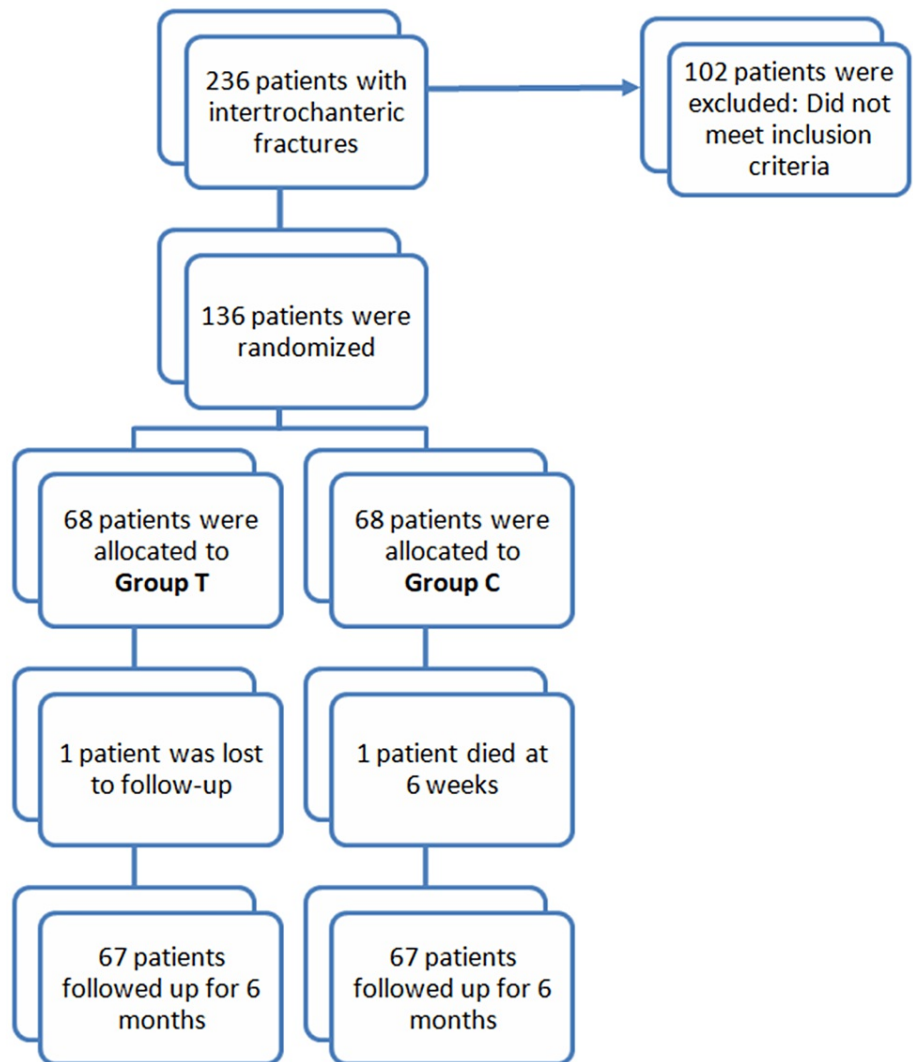 236 patients with
intertrochanteric
fractures
102 patients were
excluded: Did not
meet inclusion
criteria
136 patients were
randomized
68 patients were
allocated to
Group T
68 patients were
allocated to
Group C
1 patient was lost
to follow-up
1 patient died at
6 weeks
67 patients
followed up for 6
months
67 patients
followed up for 6
months